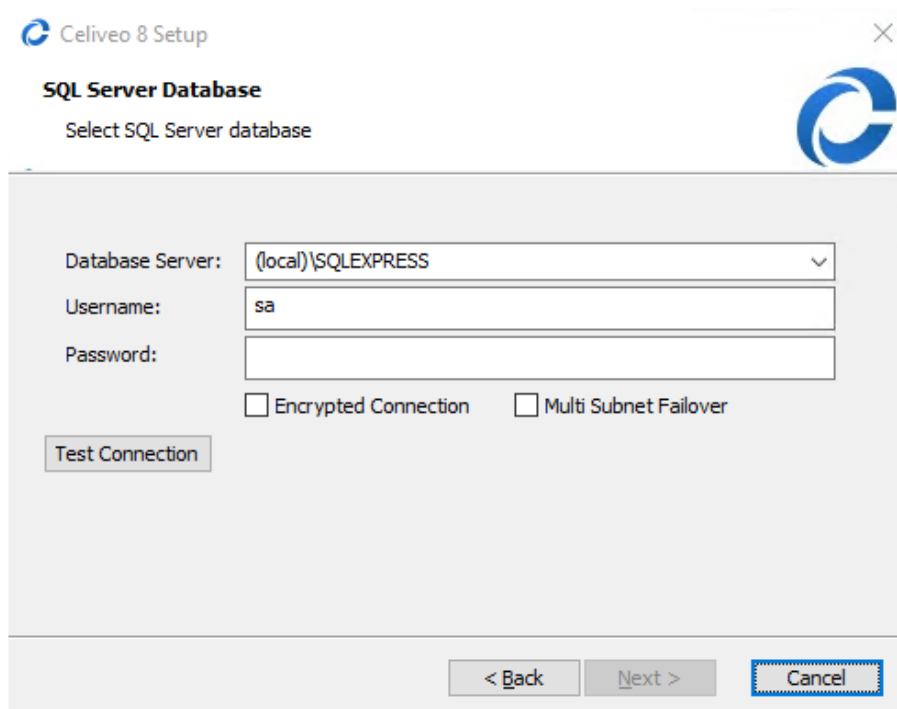 Celiveo 8 Setup
SQL Server Database
Select SQL Server database
Database Server: (local)\SQLEXPRESS
Username: sa
Password:
Encrypted Connection Multi Subnet Failover
Test Connection
< Back Next > Cancel